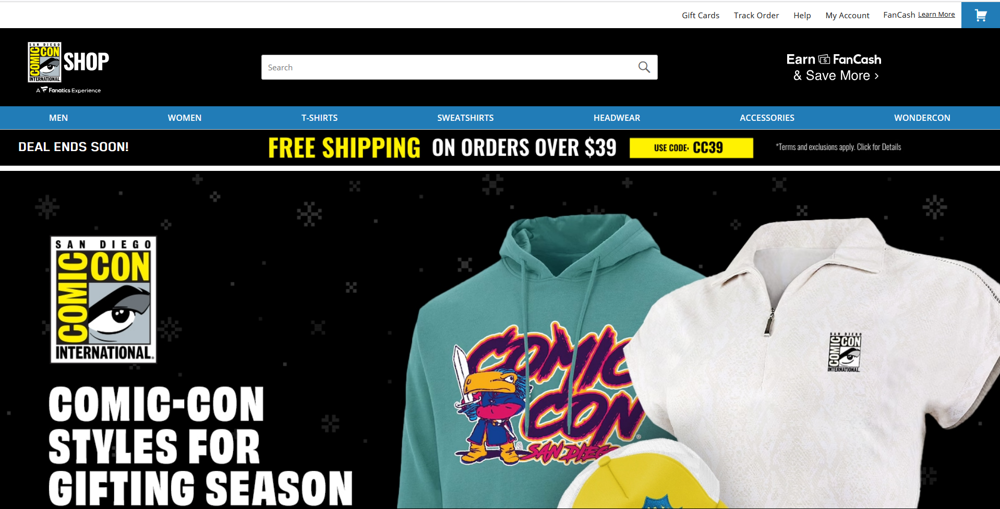 Gift Cards Track Order Help My Account FanCash Learn More
SAN DIEGO
COMIC CON
INTERNATIONAL
SHOP
A Fanatics Experience
Search
Earn FanCash
& Save More ›
MEN WOMEN T-SHIRTS SWEATSHIRTS HEADWEAR ACCESSORIES WONDERCON
DEAL ENDS SOON!
FREE SHIPPING ON ORDERS OVER $39
USE CODE: CC39
*Terms and exclusions apply. Click for Details
SAN DIEGO
COMIC CON
INTERNATIONAL®
COMIC-CON
STYLES FOR
GIFTING SEASON
COMIC
CON®
SAN DIEGO
SAN DIEGO
COMIC CON
INTERNATIONAL